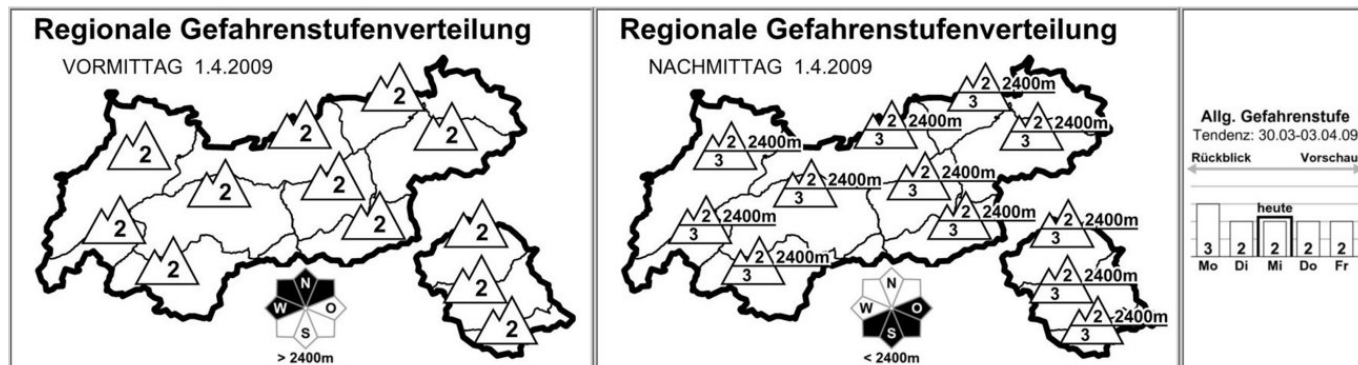 Regionale Gefahrenstufenverteilung
VORMITTAG 1.4.2009
2
2
2
2
2
2
2
2
2
2
2
2
N
W O
S
> 2400m
Regionale Gefahrenstufenverteilung
NACHMITTAG 1.4.2009
2 2400m
3
2 2400m
3
2 2400m
3
2 2400m
3
2 2400m
3
2 2400m
3
2 2400m
3
2 2400m
3
2 2400m
3
2 2400m
3
2 2400m
3
2 2400m
3
N
W O
S
< 2400m
Allg. Gefahrenstufe
Tendenz: 30.03-03.04.09
Rückblick Vorschau
heute
3 2 2 2 2
Mo Di Mi Do Fr